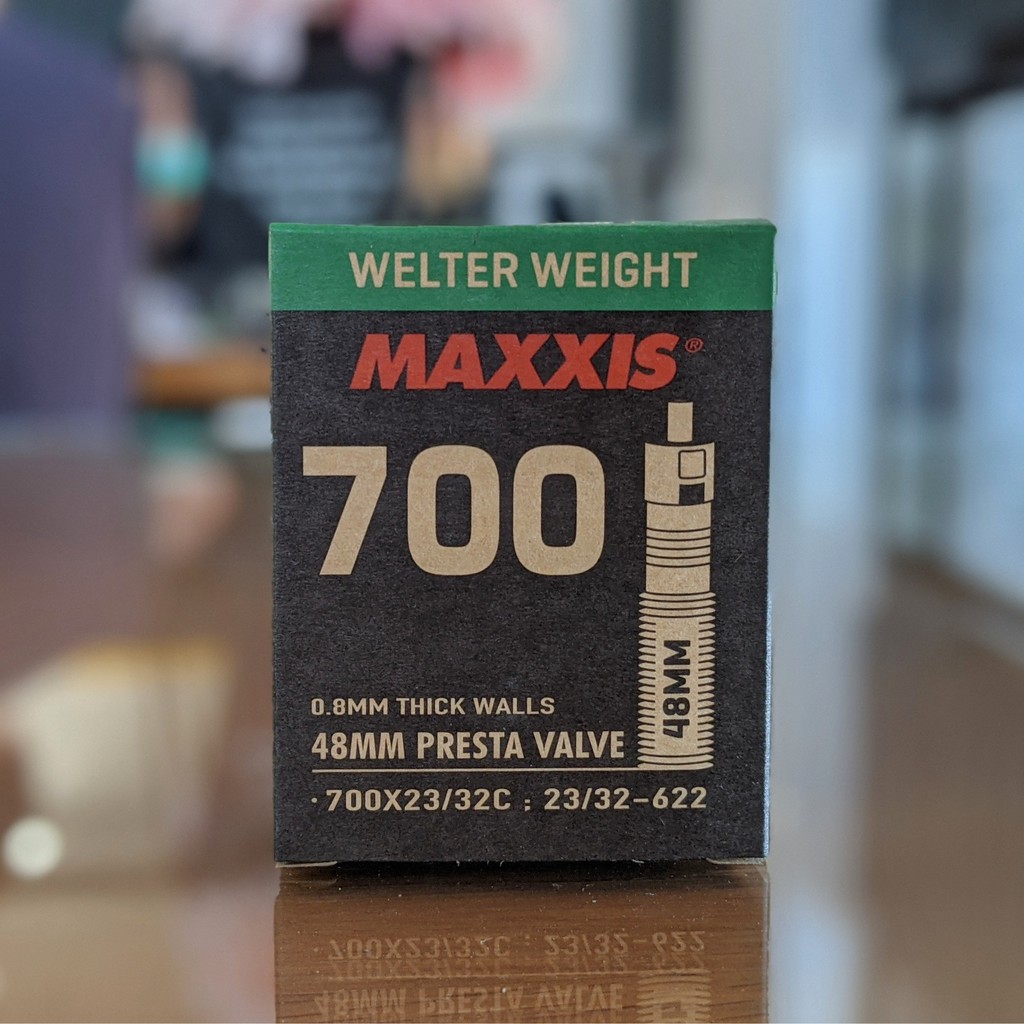 WELTER WEIGHT
MAXXIS®
700
48MM
0.8MM THICK WALLS
48MM PRESTA VALVE
· 700X23/32C ; 23/32-622